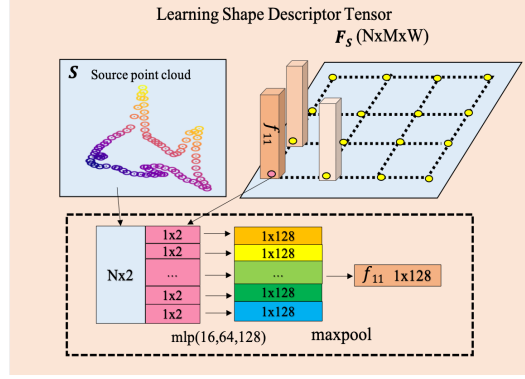 Learning Shape Descriptor Tensor
F_S (NxMxW)
S Source point cloud
f_11
Nx2
1x2
1x2
...
1x2
1x2
1x128
1x128
...
1x128
1x128
f_11 1x128
mlp(16,64,128)
maxpool